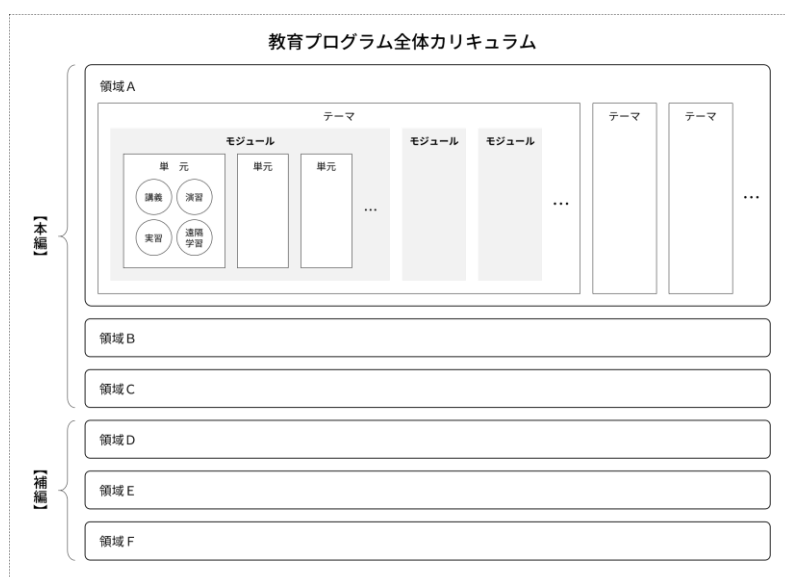 教育プログラム全体カリキュラム
【本編】
領域A
テーマ
テーマ
テーマ
モジュール
モジュール
モジュール
単 元
単元
単元
講義
演習
実習
遠隔
学習
…
…
…
領域B
領域C
【補編】
領域D
領域E
領域F